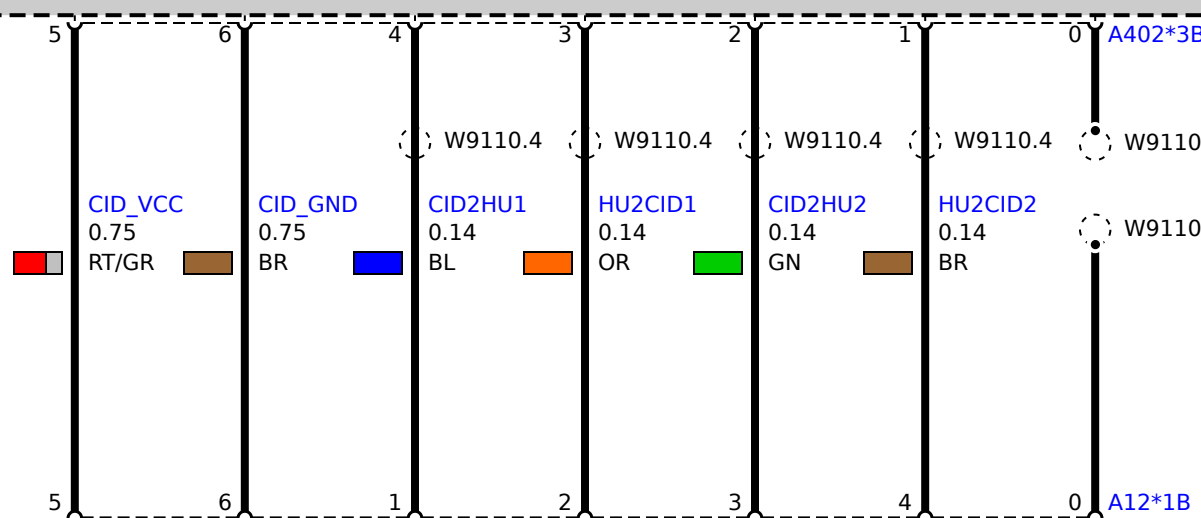 5 6 4 3 2 1 0 A402*3B
W9110.4 W9110.4 W9110.4 W9110.4 W9110
W9110
CID_VCC CID_GND CID2HU1 HU2CID1 CID2HU2 HU2CID2
0.75 0.75 0.14 0.14 0.14 0.14
RT/GR BR BL OR GN BR
5 6 1 2 3 4 0 A12*1B